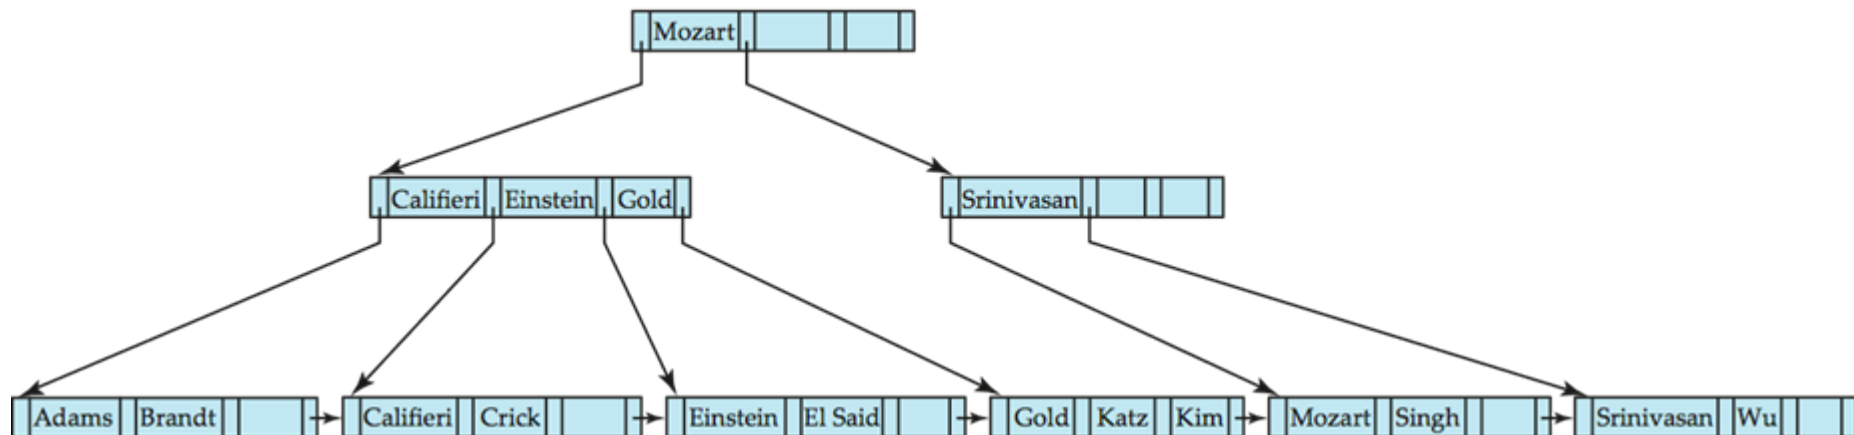 Mozart
Califieri Einstein Gold Srinivasan
Adams Brandt Califieri Crick Einstein El Said Gold Katz Kim Mozart Singh Srinivasan Wu